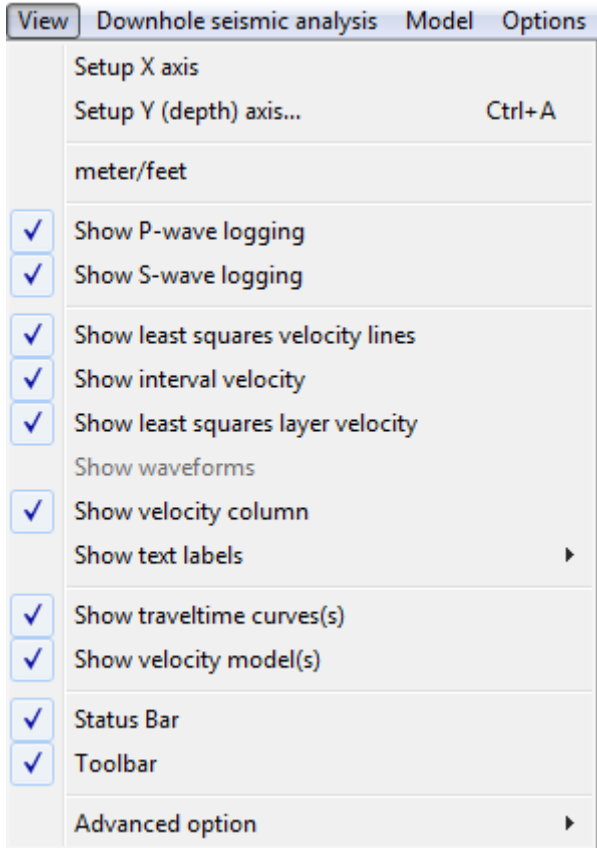 View Downhole seismic analysis Model Options
Setup X axis
Setup Y (depth) axis... Ctrl+A
meter/feet
Show P-wave logging
Show S-wave logging
Show least squares velocity lines
Show interval velocity
Show least squares layer velocity
Show waveforms
Show velocity column
Show text labels
Show traveltime curves(s)
Show velocity model(s)
Status Bar
Toolbar
Advanced option